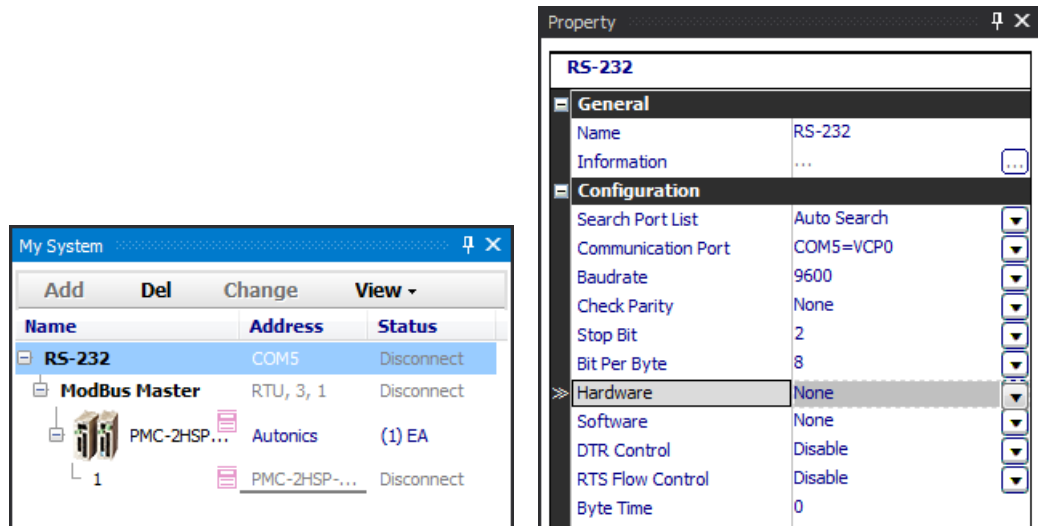 My System
Add Del Change View
Name Address Status
RS-232 COM5 Disconnect
ModBus Master RTU, 3, 1 Disconnect
PMC-2HSP... Autonics (1) EA
1 PMC-2HSP-... Disconnect
Property
RS-232
General
Name RS-232
Information ... ...
Configuration
Search Port List Auto Search
Communication Port COM5=VCP0
Baudrate 9600
Check Parity None
Stop Bit 2
Bit Per Byte 8
Hardware None
Software None
DTR Control Disable
RTS Flow Control Disable
Byte Time 0